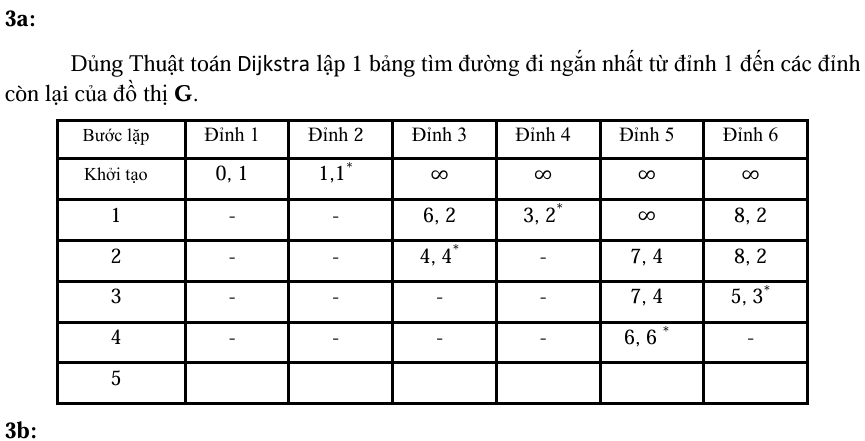 3a:
Dủng Thuật toán Dijkstra lập 1 bảng tìm đường đi ngắn nhất từ đỉnh 1 đến các đỉnh
còn lại của đồ thị G.
Bước lặp Đỉnh 1 Đỉnh 2 Đỉnh 3 Đỉnh 4 Đỉnh 5 Đỉnh 6
Khởi tạo 0, 1 1,1* ∞ ∞ ∞ ∞
1 - - 6, 2 3, 2* ∞ 8, 2
2 - - 4, 4* - 7, 4 8, 2
3 - - - - 7, 4 5, 3*
4 - - - - 6, 6 * -
5
3b: